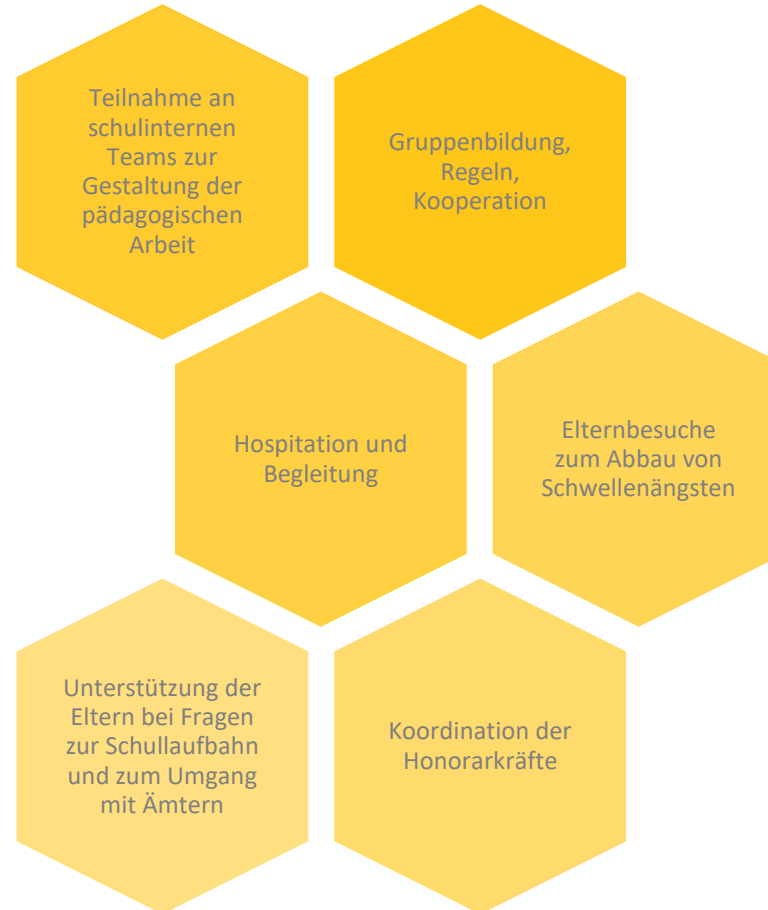 Teilnahme an
schulinternen
Teams zur
Gestaltung der
pädagogischen
Arbeit
Gruppenbildung,
Regeln,
Kooperation
Hospitation und
Begleitung
Elternbesuche
zum Abbau von
Schwellenängsten
Unterstützung der
Eltern bei Fragen
zur Schullaufbahn
und zum Umgang
mit Ämtern
Koordination der
Honorarkräfte